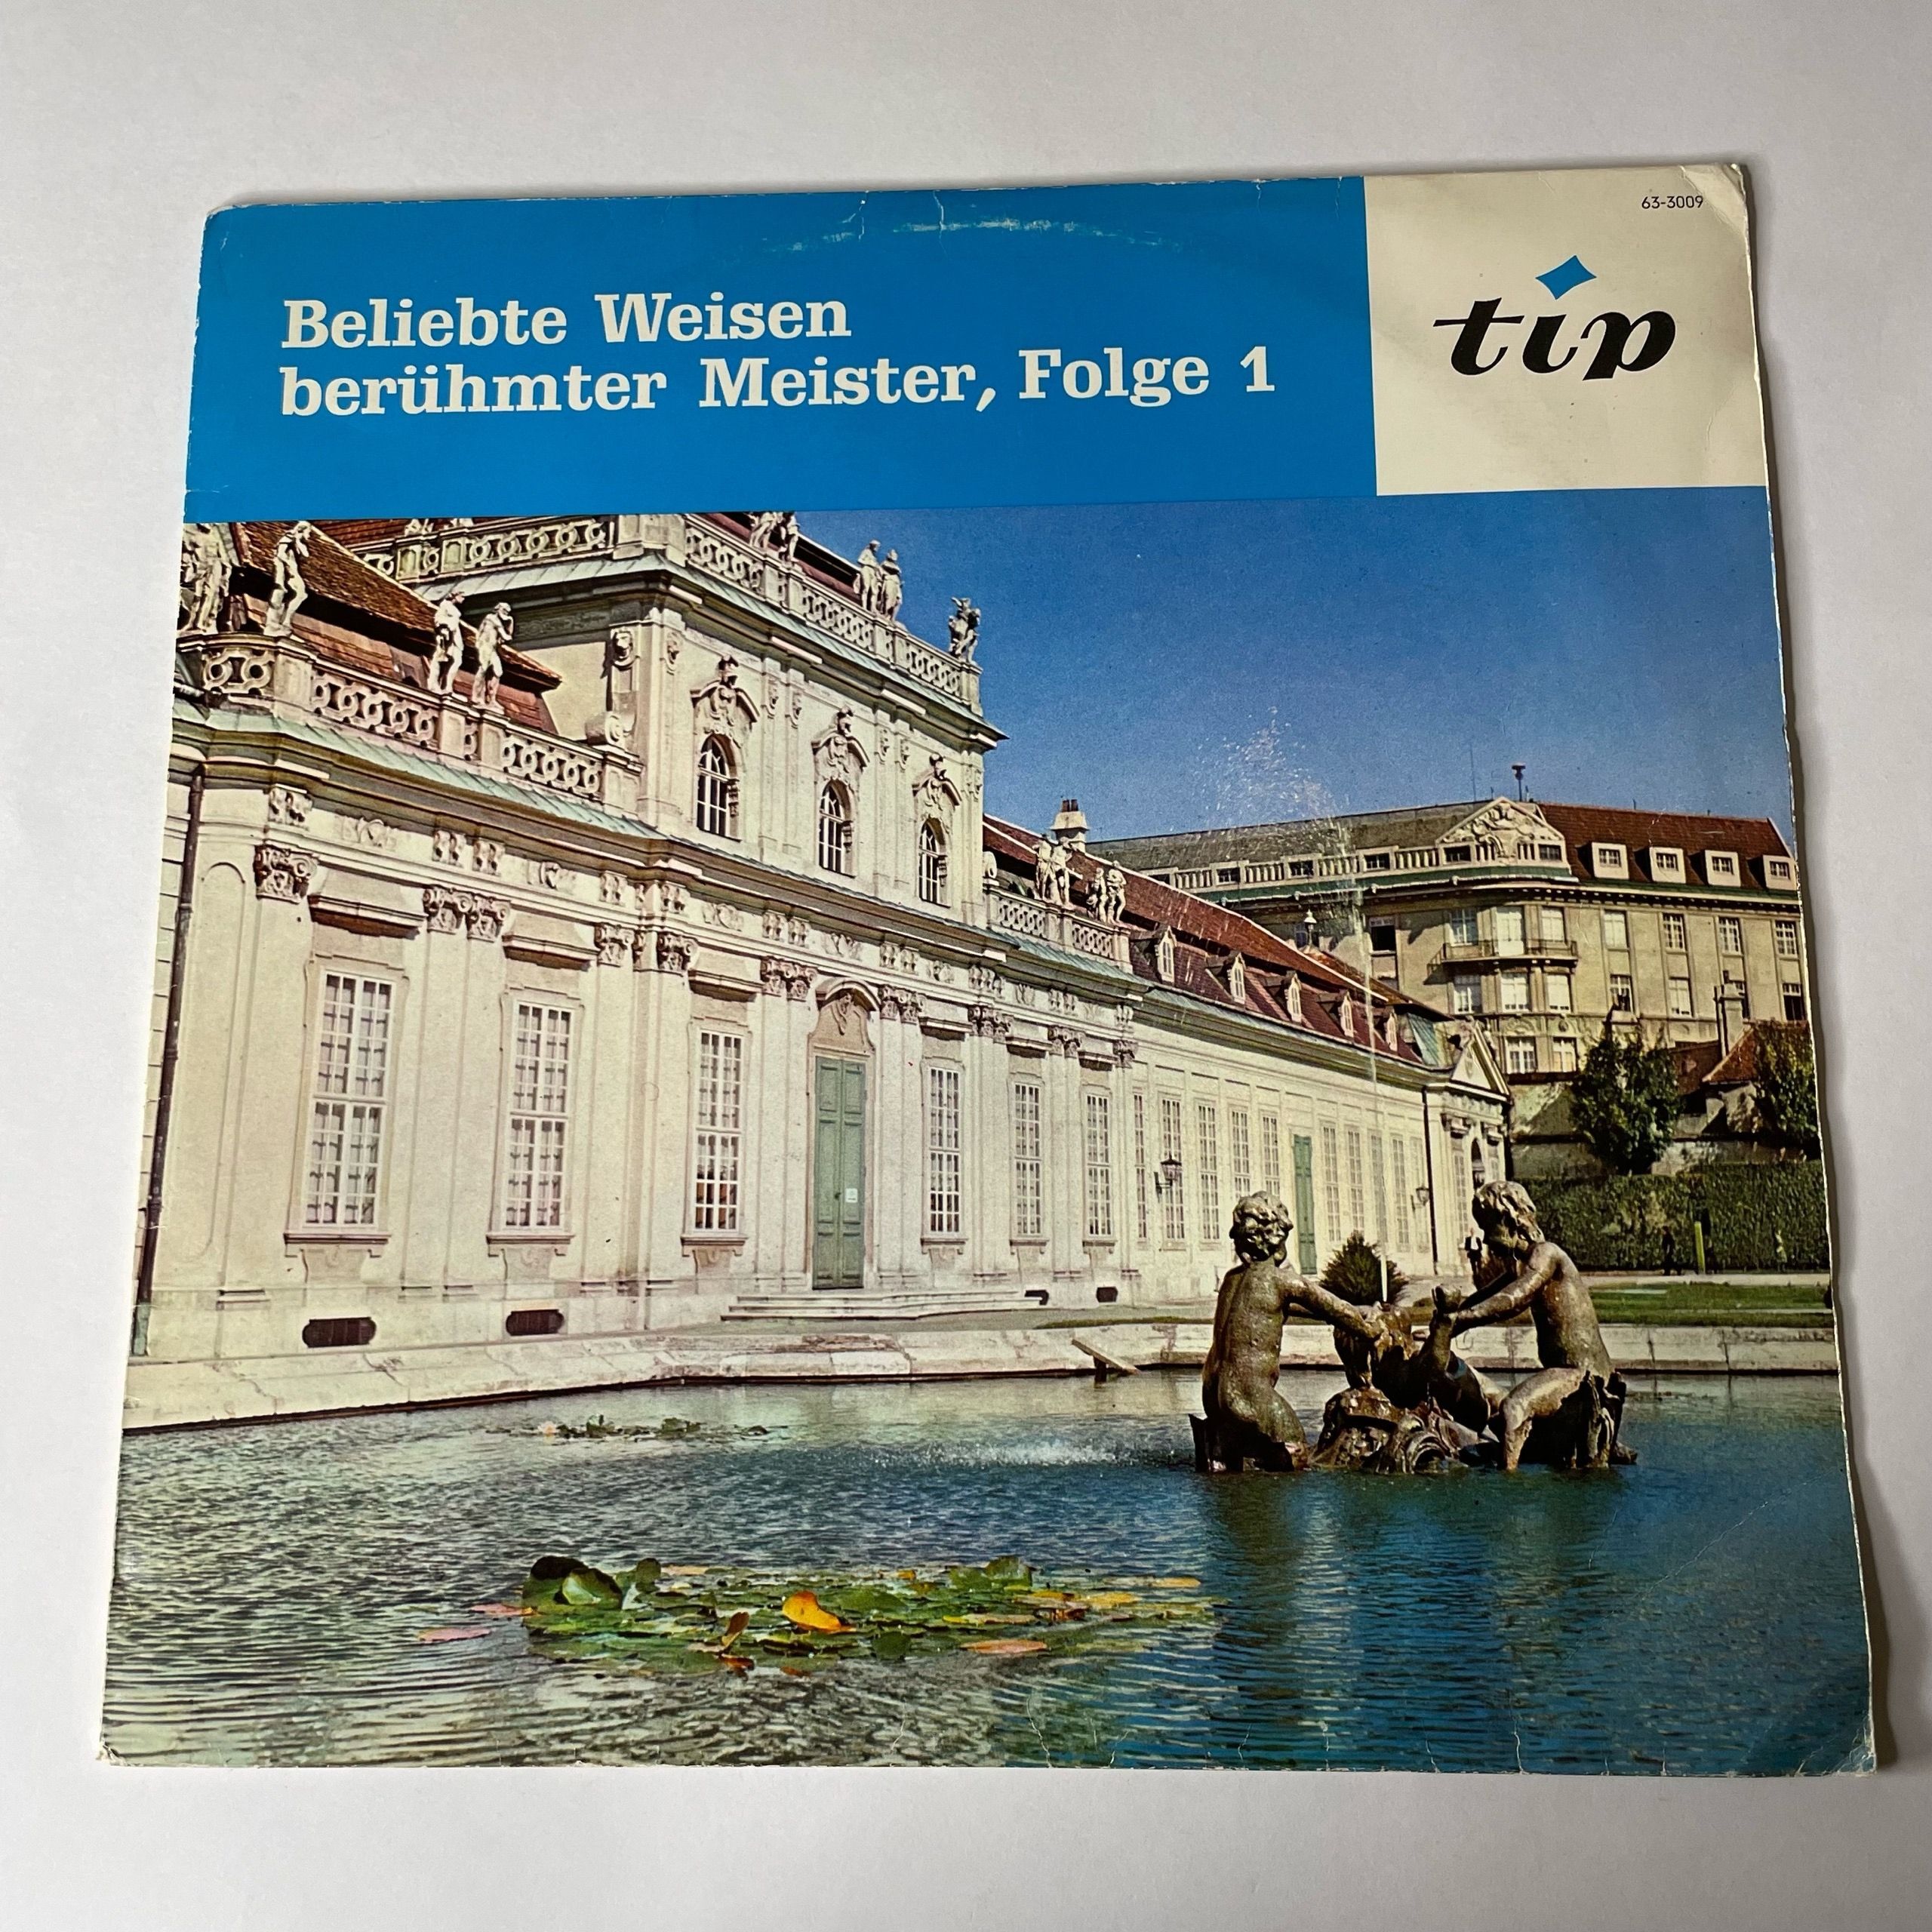 63-3009
tip
Beliebte Weisen
berühmter Meister, Folge 1